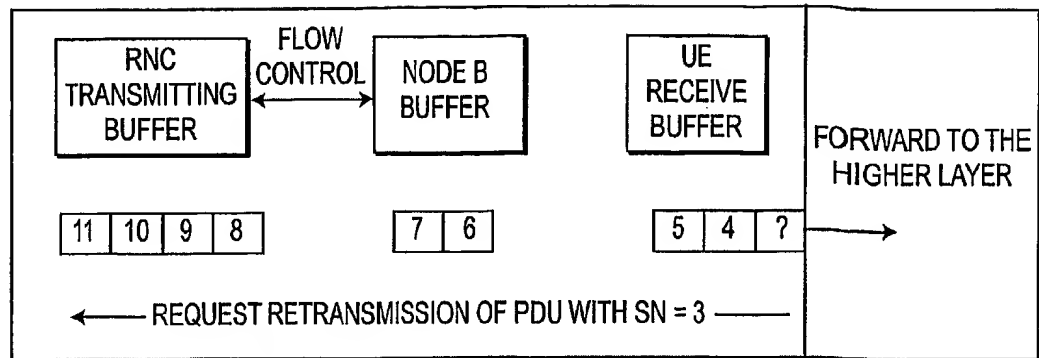 RNC
TRANSMITTING
BUFFER
FLOW
CONTROL
NODE B
BUFFER
UE
RECEIVE
BUFFER
FORWARD TO THE
HIGHER LAYER
11 10 9 8
7 6
5 4 ?
REQUEST RETRANSMISSION OF PDU WITH SN = 3